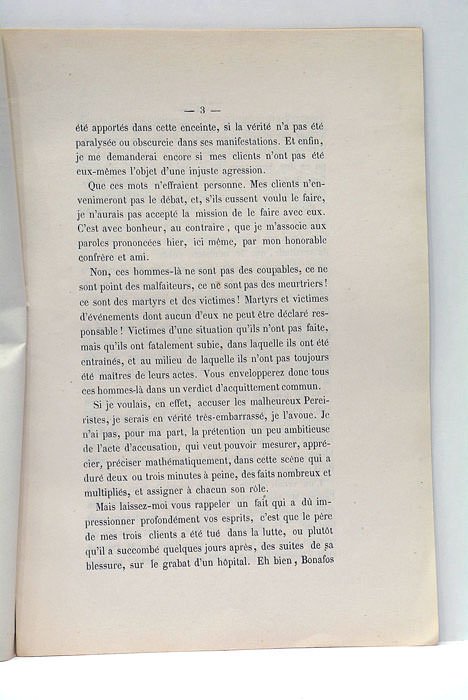 — 3 —
été apportés dans cette enceinte, si la vérité n'a pas été
paralysée ou obscurcie dans ses manifestations. Et enfin,
je me demanderai encore si mes clients n'ont pas été
eux-mêmes l'objet d'une injuste agression.
Que ces mots n'effraient personne. Mes clients n'en-
venimeront pas le débat, et, s'ils eussent voulu le faire,
je n'aurais pas accepté la mission de le faire avec eux.
C'est avec bonheur, au contraire, que je m'associe aux
paroles prononcées hier, ici même, par mon honorable
confrère et ami.
Non, ces hommes-là ne sont pas des coupables, ce ne
sont point des malfaiteurs, ce ne sont pas des meurtriers!
ce sont des martyrs et des victimes! Martyrs et victimes
d'événements dont aucun d'eux ne peut être déclaré res-
ponsable! Victimes d'une situation qu'ils n'ont pas faite,
mais qu'ils ont fatalement subie, dans laquelle ils ont été
entraînés, et au milieu de laquelle ils n'ont pas toujours
été maîtres de leurs actes. Vous envelopperez donc tous
ces hommes-là dans un verdict d'acquittement commun.
Si je voulais, en effet, accuser les malheureux Perei-
ristes, je serais en vérité très-embarrassé, je l'avoue. Je
n'ai pas, pour ma part, la prétention un peu ambitieuse
de l'acte d'accusation, qui veut pouvoir mesurer, appré-
cier, préciser mathématiquement, dans cette scène qui a
duré deux ou trois minutes à peine, des faits nombreux et
multipliés, et assigner à chacun son rôle.
Mais laissez-moi vous rappeler un fait qui a dû im-
pressionner profondément vos esprits, c'est que le père
de mes trois clients a été tué dans la lutte, ou plutôt
qu'il a succombé quelques jours après, des suites de sa
blessure, sur le grabat d'un hôpital. Eh bien, Bonafos